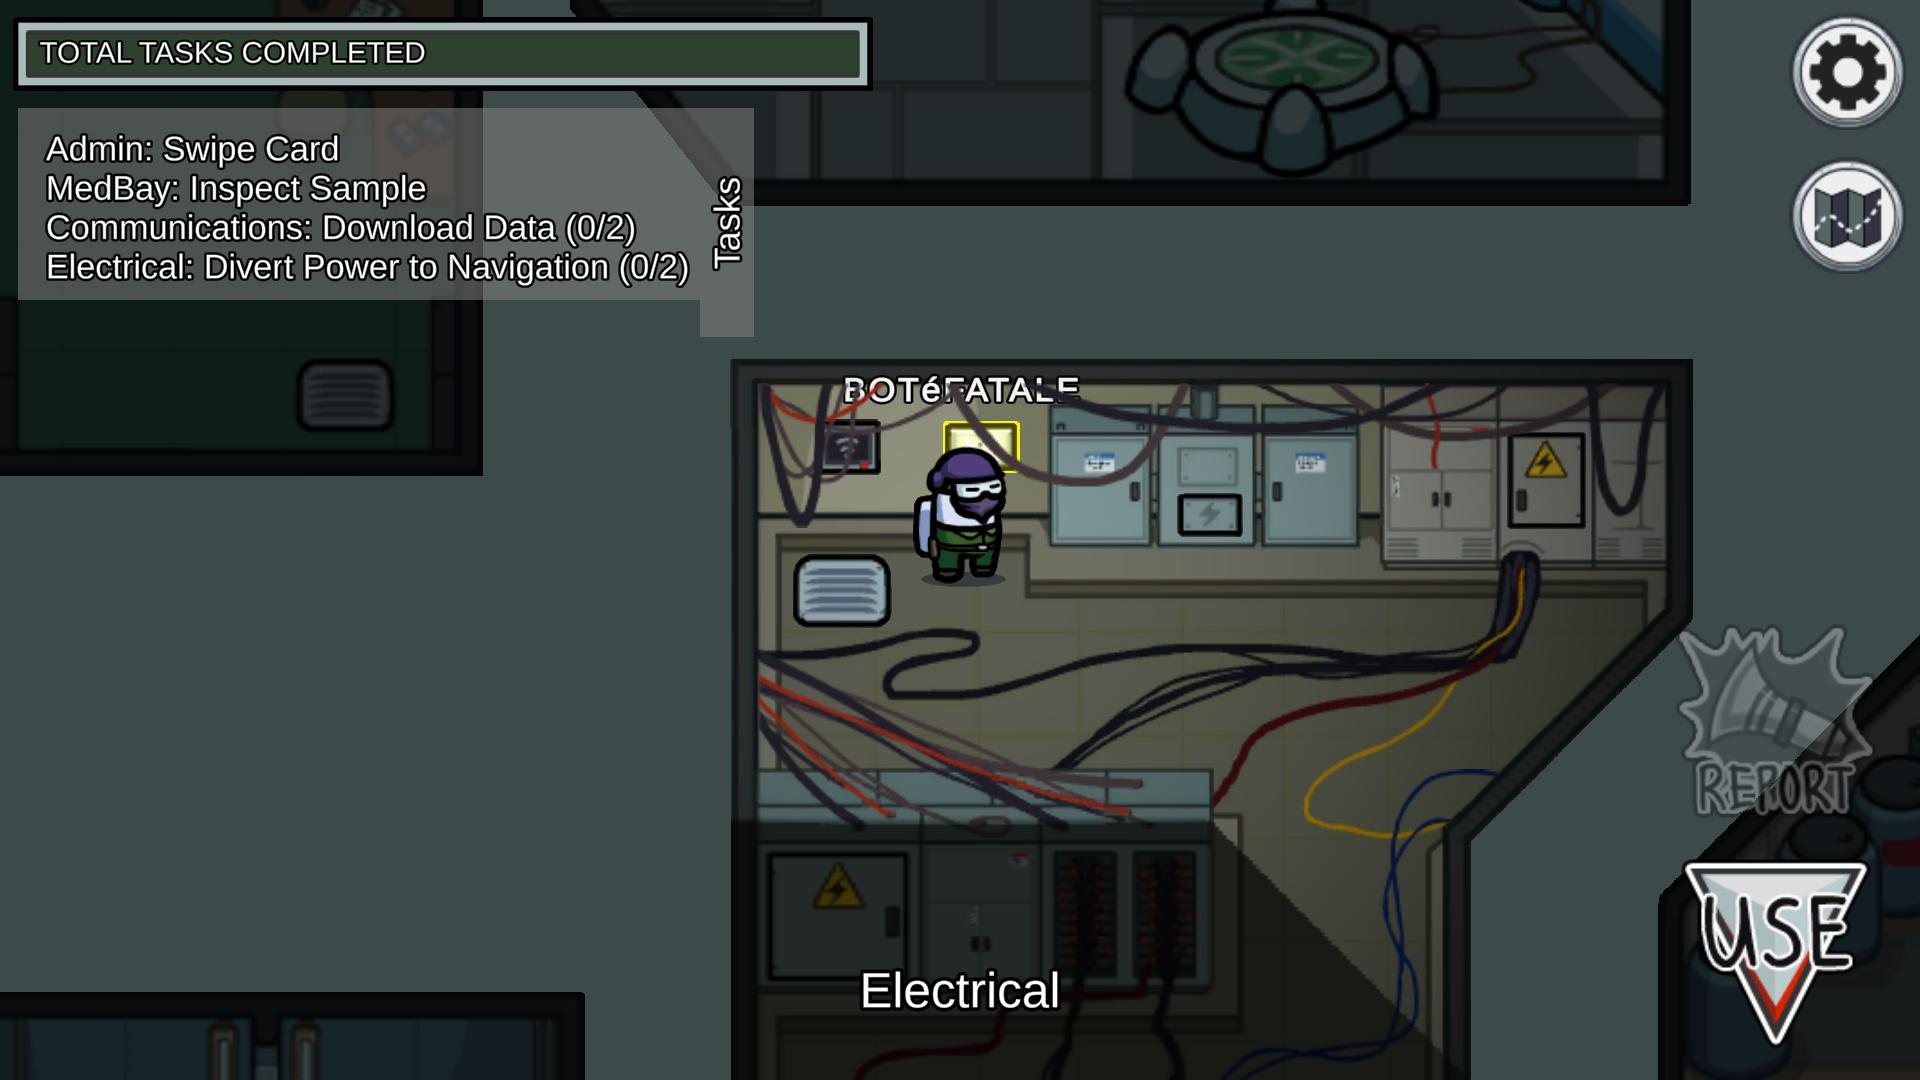 TOTAL TASKS COMPLETED
Admin: Swipe Card
MedBay: Inspect Sample
Communications: Download Data (0/2)
Electrical: Divert Power to Navigation (0/2)
Tasks
BOTéFATALE
REPORT
USE
Electrical